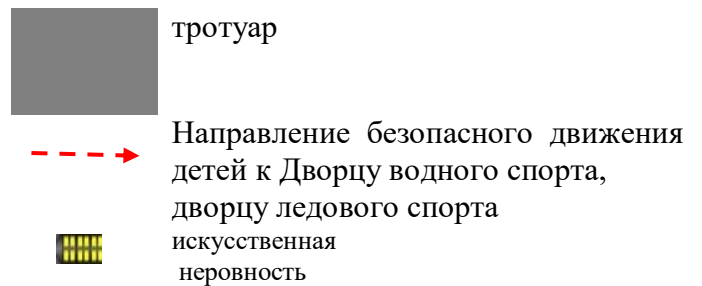 тротуар
Направление безопасного движения
детей к Дворцу водного спорта,
дворцу ледового спорта
искусственная
неровность